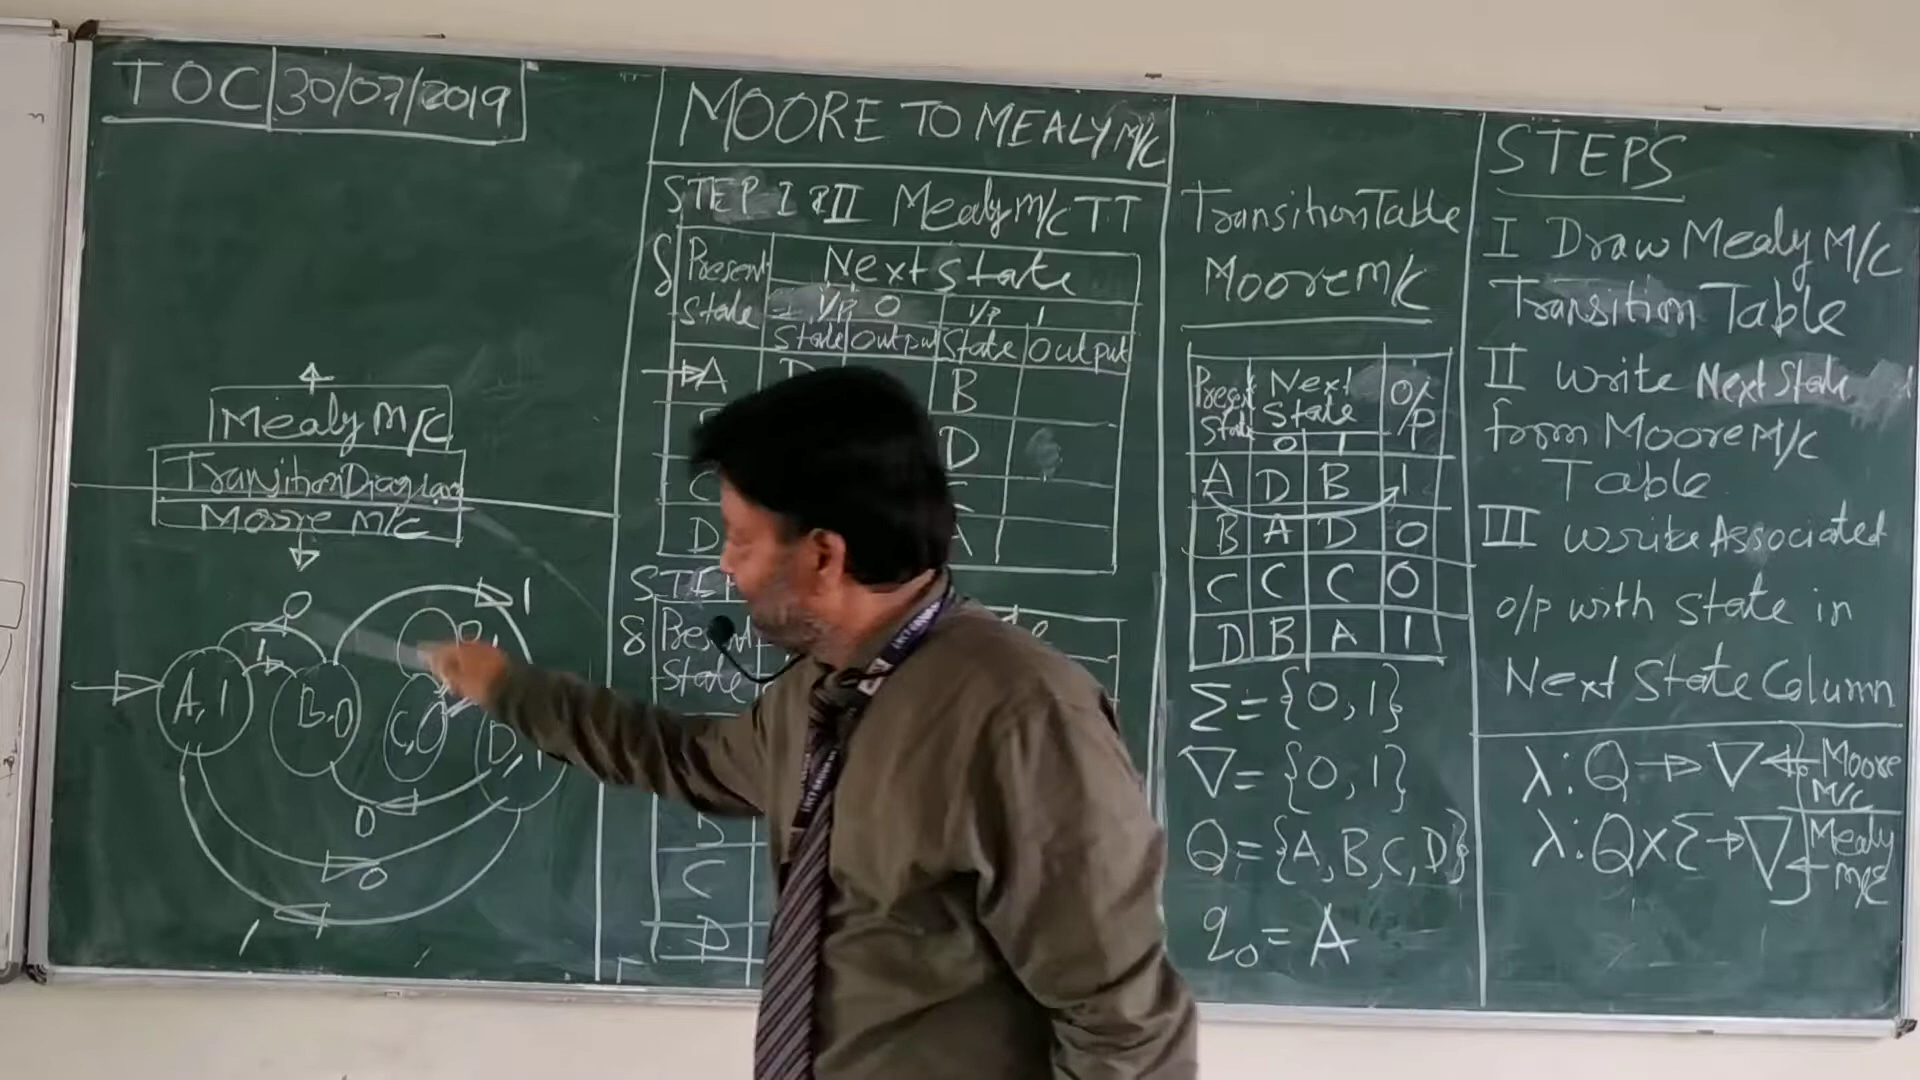 TOC 30/07/2019
Mealy M/C
Transition Diagram
Moore M/C
0
1
1
0
A,1
B,0
C,0
D,1
0
0
1
MOORE TO MEALY M/C
STEP I & II Mealy M/C TT
δ Present State Next State
I/P 0 I/P 1
State Output State Output
A B
D
C
D A
STEP
δ Present State
D
C
D
Transition Table
Moore M/C
Present State Next State O/P
0 1
A D B 1
B A D 0
C C C 0
D B A 1
Σ = {0,1}
∇ = {0,1}
Q = {A,B,C,D}
q₀ = A
STEPS
I Draw Mealy M/C
Transition Table
II Write Next State
from Moore M/C
Table
III Write Associated
o/p with State in
Next State Column
λ: Q → ∇ ← Moore M/C
λ: Q x Σ → ∇ ← Mealy M/C